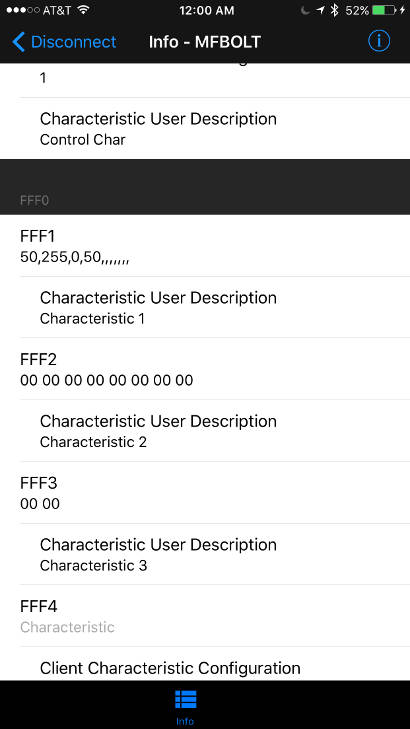 AT&T 12:00 AM 52%
Disconnect Info - MFBOLT
1
Characteristic User Description
Control Char
FFF0
FFF1
50,255,0,50,,,,,,,
Characteristic User Description
Characteristic 1
FFF2
00 00 00 00 00 00 00 00
Characteristic User Description
Characteristic 2
FFF3
00 00
Characteristic User Description
Characteristic 3
FFF4
Characteristic
Client Characteristic Configuration
Info